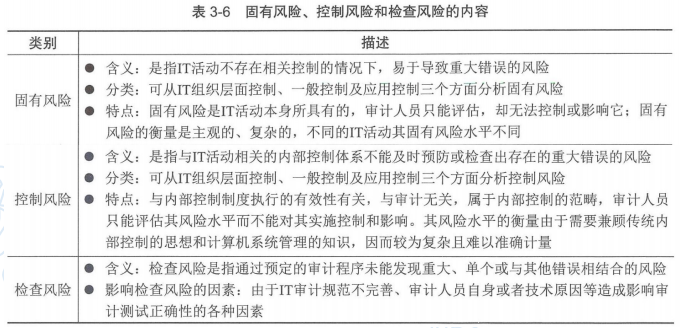 表 3-6 固有风险、控制风险和检查风险的内容
类别 描述
固有风险
● 含义：是指IT活动不存在相关控制的情况下，易于导致重大错误的风险
● 分类：可从IT组织层面控制、一般控制及应用控制三个方面分析固有风险
● 特点：固有风险是IT活动本身所具有的，审计人员只能评估，却无法控制或影响它；固有
风险的衡量是主观的、复杂的，不同的IT活动其固有风险水平不同
控制风险
● 含义：是指与IT活动相关的内部控制体系不能及时预防或检查出存在的重大错误的风险
● 分类：可从IT组织层面控制、一般控制及应用控制三个方面分析控制风险
● 特点：与内部控制制度执行的有效性有关，与审计无关，属于内部控制的范畴，审计人员
只能评估其风险水平而不能对其实施控制和影响。其风险水平的衡量由于需要兼顾传统内
部控制的思想和计算机系统管理的知识，因而较为复杂且难以准确计量
检查风险
● 含义：检查风险是指通过预定的审计程序未能发现重大、单个或与其他错误相结合的风险
● 影响检查风险的因素：由于IT审计规范不完善、审计人员自身或者技术原因等造成影响审
计测试正确性的各种因素